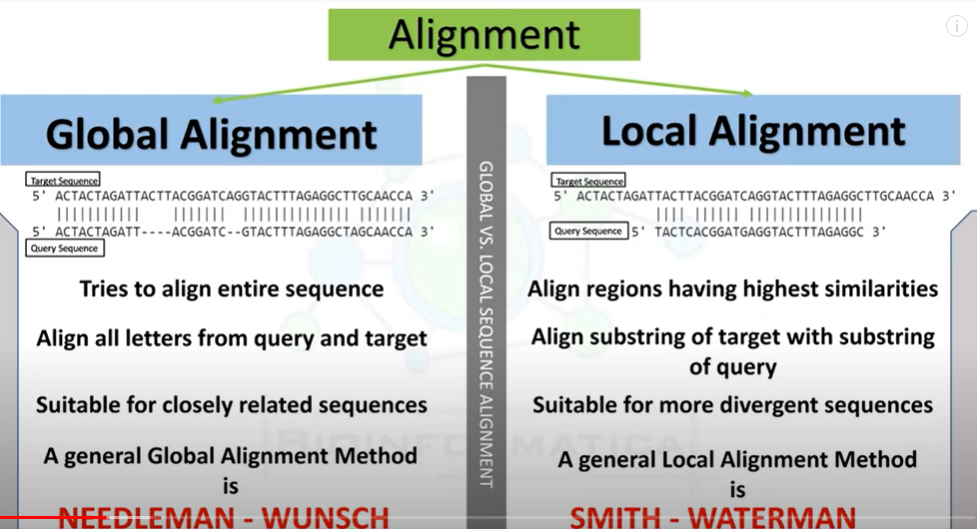 Alignment
Global Alignment
Target Sequence
5' ACTACTAGATTACTTACGGATCAGGTACTTTAGAGGCTTGCAACCA 3'
5' ACTACTAGATT----ACGGATC--GTACTTTAGAGGCTAGCAACCA 3'
Query Sequence
Tries to align entire sequence
Align all letters from query and target
Suitable for closely related sequences
A general Global Alignment Method
is
NEEDLEMAN - WUNSCH
GLOBAL VS. LOCAL SEQUENCE ALIGNMENT
Local Alignment
Target Sequence
5' ACTACTAGATTACTTACGGATCAGGTACTTTAGAGGCTTGCAACCA 3'
Query Sequence 5' TACTCACGGATGAGGTACTTTAGAGGC 3'
Align regions having highest similarities
Align substring of target with substring
of query
Suitable for more divergent sequences
A general Local Alignment Method
is
SMITH - WATERMAN
BIOINFORMATICA